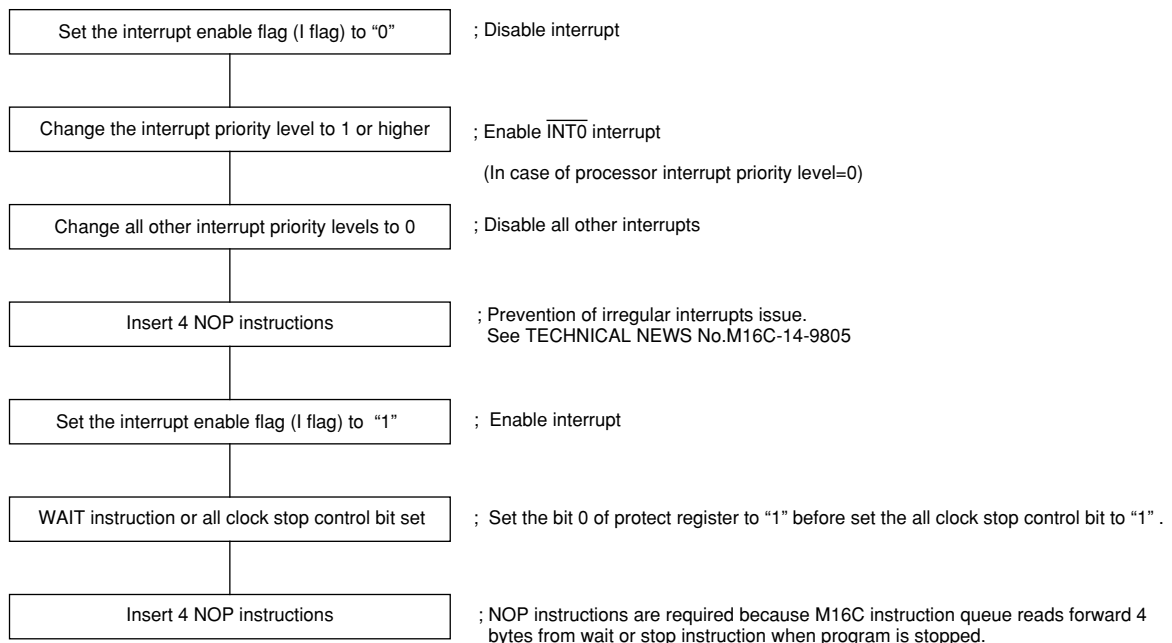 Set the interrupt enable flag (I flag) to “0”
; Disable interrupt
Change the interrupt priority level to 1 or higher
; Enable INT0 interrupt
(In case of processor interrupt priority level=0)
Change all other interrupt priority levels to 0
; Disable all other interrupts
Insert 4 NOP instructions
; Prevention of irregular interrupts issue.
See TECHNICAL NEWS No.M16C-14-9805
Set the interrupt enable flag (I flag) to “1”
; Enable interrupt
WAIT instruction or all clock stop control bit set
; Set the bit 0 of protect register to “1” before set the all clock stop control bit to “1” .
Insert 4 NOP instructions
; NOP instructions are required because M16C instruction queue reads forward 4
bytes from wait or stop instruction when program is stopped.